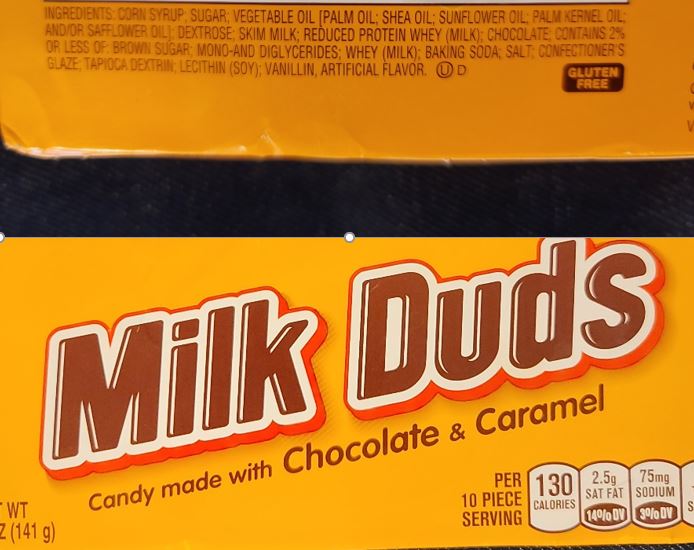 INGREDIENTS: CORN SYRUP; SUGAR; VEGETABLE OIL [PALM OIL; SHEA OIL; SUNFLOWER OIL; PALM KERNEL OIL;
AND/OR SAFFLOWER OIL]; DEXTROSE; SKIM MILK; REDUCED PROTEIN WHEY (MILK); CHOCOLATE; CONTAINS 2%
OR LESS OF: BROWN SUGAR; MONO-AND DIGLYCERIDES; WHEY (MILK); BAKING SODA; SALT; CONFECTIONER'S
GLAZE; TAPIOCA DEXTRIN; LECITHIN (SOY); VANILLIN, ARTIFICIAL FLAVOR. Ⓤ D
GLUTEN
FREE
Milk Duds
Candy made with Chocolate & Caramel
WT
Z (141 g)
PER
10 PIECE
SERVING
130
CALORIES
2.5g
SAT FAT
14% DV
75mg
SODIUM
3% DV